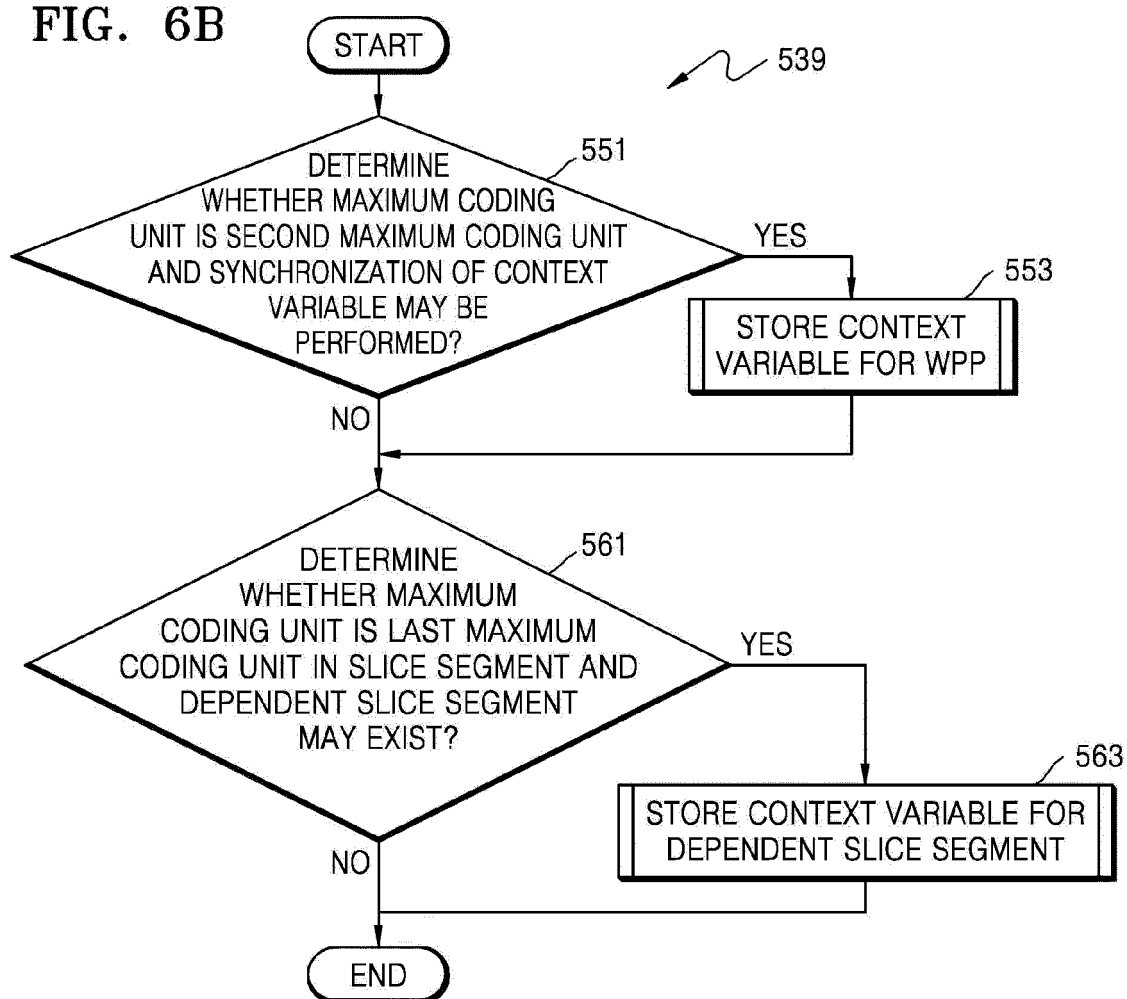 FIG. 6B
START
539
DETERMINE
WHETHER MAXIMUM CODING
UNIT IS SECOND MAXIMUM CODING UNIT
AND SYNCHRONIZATION OF CONTEXT
VARIABLE MAY BE
PERFORMED?
551
YES
553
STORE CONTEXT
VARIABLE FOR WPP
NO
DETERMINE
WHETHER MAXIMUM
CODING UNIT IS LAST MAXIMUM
CODING UNIT IN SLICE SEGMENT AND
DEPENDENT SLICE SEGMENT
MAY EXIST?
561
YES
563
STORE CONTEXT VARIABLE FOR
DEPENDENT SLICE SEGMENT
NO
END